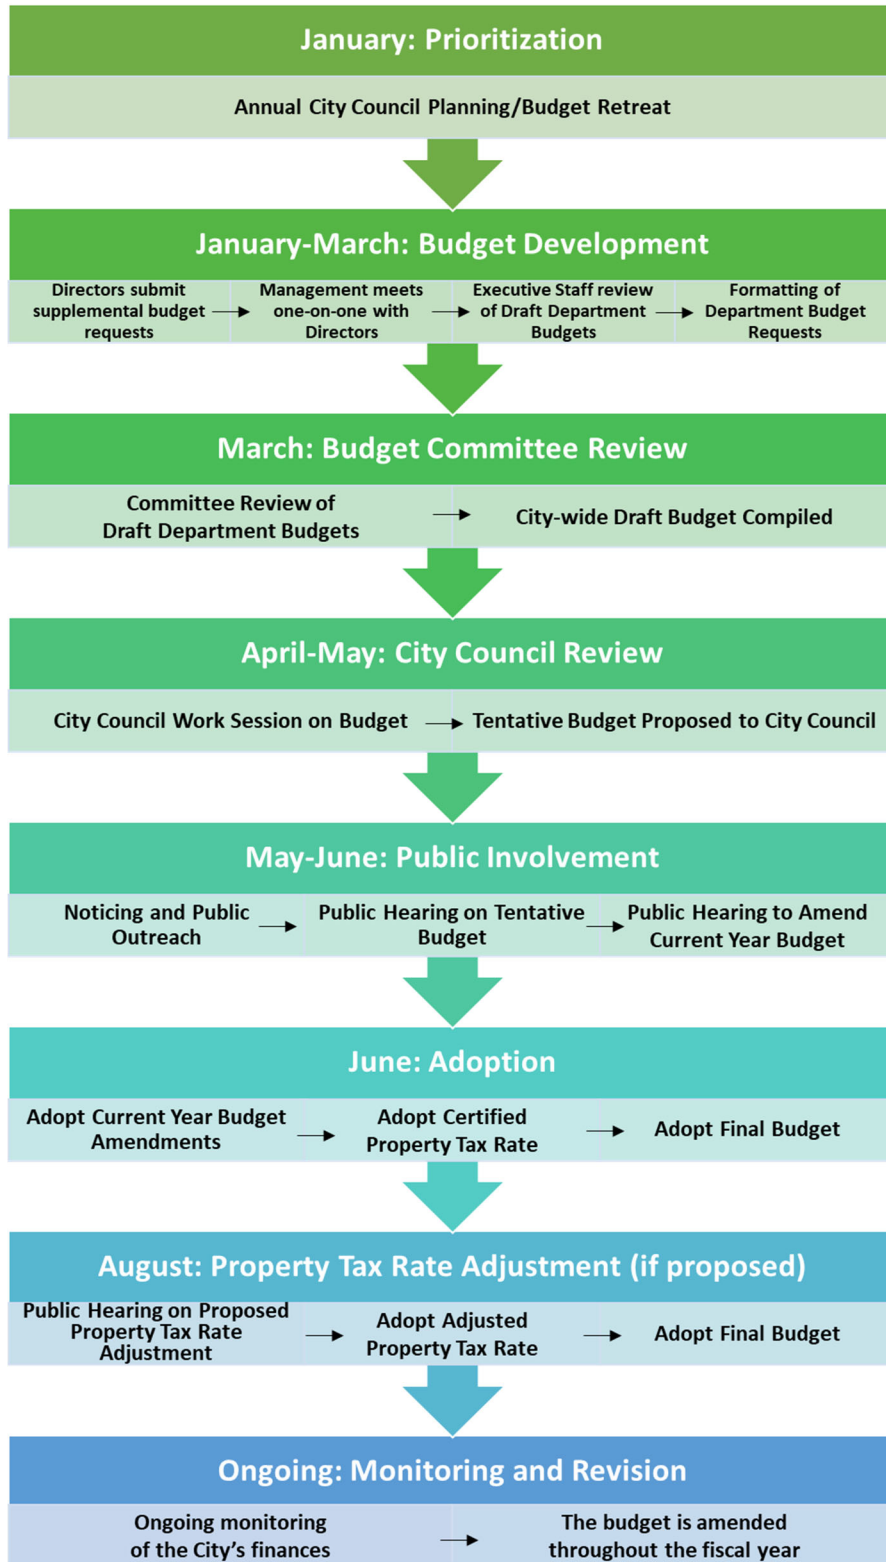 January: Prioritization
Annual City Council Planning/Budget Retreat
January-March: Budget Development
Directors submit
supplemental budget
requests
Management meets
one-on-one with
Directors
Executive Staff review
of Draft Department
Budgets
Formatting of
Department Budget
Requests
March: Budget Committee Review
Committee Review of
Draft Department Budgets
City-wide Draft Budget Compiled
April-May: City Council Review
City Council Work Session on Budget
Tentative Budget Proposed to City Council
May-June: Public Involvement
Noticing and Public
Outreach
Public Hearing on Tentative
Budget
Public Hearing to Amend
Current Year Budget
June: Adoption
Adopt Current Year Budget
Amendments
Adopt Certified
Property Tax Rate
Adopt Final Budget
August: Property Tax Rate Adjustment (if proposed)
Public Hearing on Proposed
Property Tax Rate
Adjustment
Adopt Adjusted
Property Tax Rate
Adopt Final Budget
Ongoing: Monitoring and Revision
Ongoing monitoring
of the City's finances
The budget is amended
throughout the fiscal year